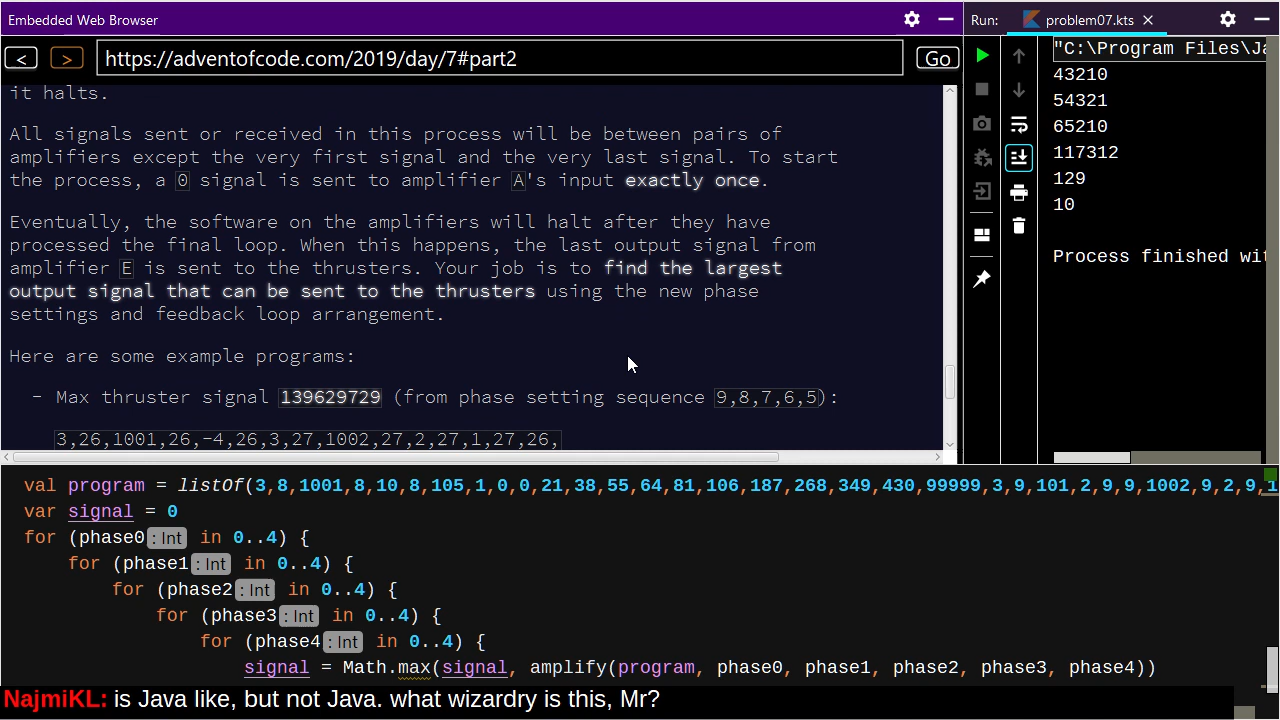 Embedded Web Browser
Run: problem07.kts
< > https://adventofcode.com/2019/day/7#part2 Go
it halts.
All signals sent or received in this process will be between pairs of
amplifiers except the very first signal and the very last signal. To start
the process, a 0 signal is sent to amplifier A's input exactly once.
Eventually, the software on the amplifiers will halt after they have
processed the final loop. When this happens, the last output signal from
amplifier E is sent to the thrusters. Your job is to find the largest
output signal that can be sent to the thrusters using the new phase
settings and feedback loop arrangement.
Here are some example programs:
- Max thruster signal 139629729 (from phase setting sequence 9,8,7,6,5):
3,26,1001,26,-4,26,3,27,1002,27,2,27,1,27,26,
"C:\Program Files\Ja
43210
54321
65210
117312
129
10
Process finished wit
val program = listOf(3,8,1001,8,10,8,105,1,0,0,21,38,55,64,81,106,187,268,349,430,99999,3,9,101,2,9,9,1002,9,2,9,1
var signal = 0
for (phase0 : Int in 0..4) {
for (phase1 : Int in 0..4) {
for (phase2 : Int in 0..4) {
for (phase3 : Int in 0..4) {
for (phase4 : Int in 0..4) {
signal = Math.max(signal, amplify(program, phase0, phase1, phase2, phase3, phase4))
NajmiKL: is Java like, but not Java. what wizardry is this, Mr?